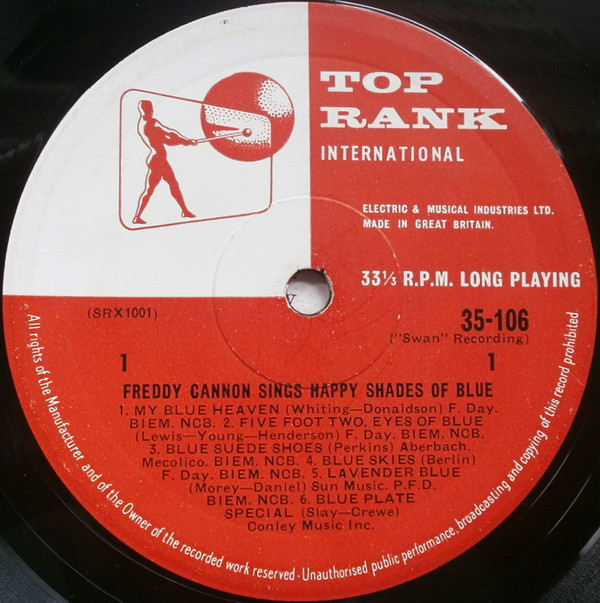 TOP
RANK
INTERNATIONAL
ELECTRIC & MUSICAL INDUSTRIES LTD.
MADE IN GREAT BRITAIN.
33⅓ R.P.M. LONG PLAYING
(SRX1001)
35-106
("Swan" Recording)
1
1
FREDDY CANNON SINGS HAPPY SHADES OF BLUE
1. MY BLUE HEAVEN (Whiting—Donaldson) F. Day.
BIEM. NCB. 2. FIVE FOOT TWO, EYES OF BLUE
(Lewis—Young—Henderson) F. Day. BIEM. NCB.
3. BLUE SUEDE SHOES (Perkins) Aberbach.
Mecolico. BIEM. NCB. 4. BLUE SKIES (Berlin)
F. Day. BIEM. NCB. 5. LAVENDER BLUE
(Morey—Daniel) Sun Music. P.F.D.
BIEM. NCB. 6. BLUE PLATE
SPECIAL (Slay—Crewe)
Conley Music Inc.
All rights of the Manufacturer and of the Owner of the recorded work reserved · Unauthorised public performance, broadcasting and copying of this record prohibited